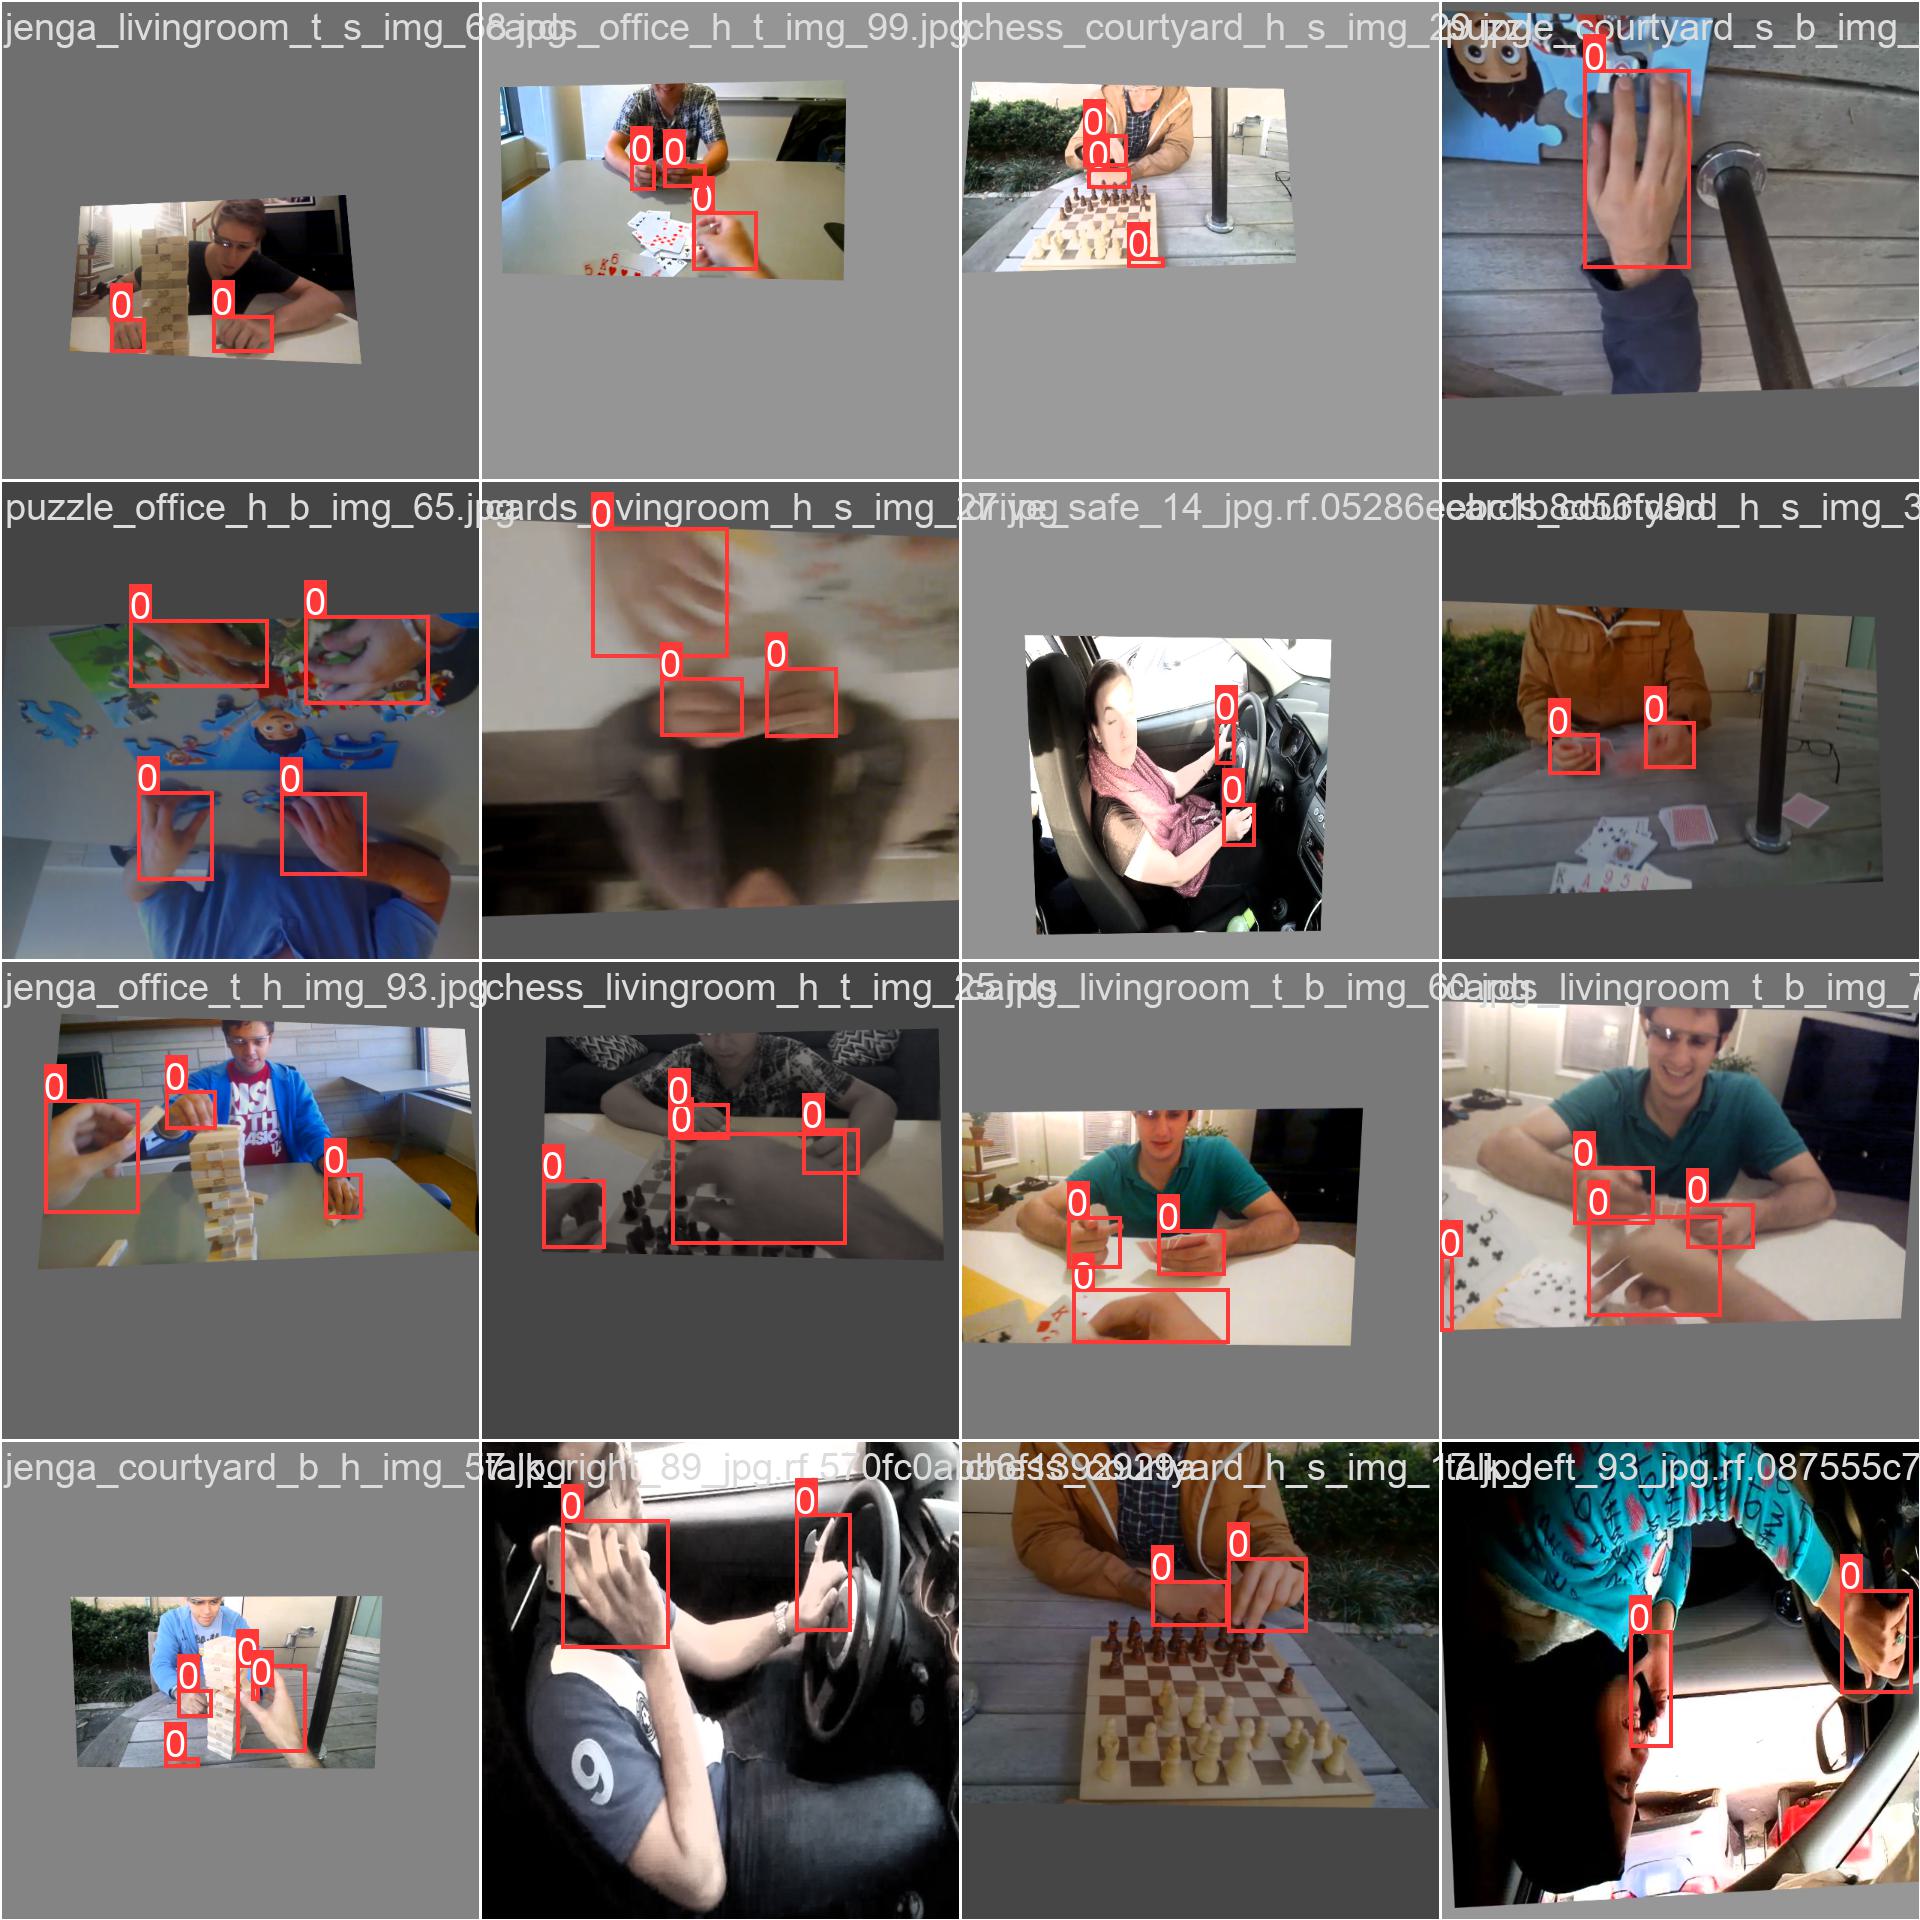 jenga_livingroom_t_s_img_68.jpg
cards_office_h_t_img_99.jpg
chess_courtyard_h_s_img_29.jpg
puzzle_courtyard_s_b_img_
0
0
0
0
0
0
0
0
0
puzzle_office_h_b_img_65.jpg
cards_livingroom_h_s_img_27.jpg
drive_safe_14_jpg.rf.05286e
cards_courtyard_h_s_img_3
0
0
0
0
0
0
0
0
0
0
0
jenga_office_t_h_img_93.jpg
chess_livingroom_h_t_img_25.jpg
cards_livingroom_t_b_img_60.jpg
cards_livingroom_t_b_img_7
0
0
0
0
0
0
0
0
0
0
0
0
0
0
jenga_courtyard_b_h_img_57.jpg
talk_right_89_jpg.rf.570fc0a
chess_courtyard_h_s_img_17.jpg
talk_left_93_jpg.rf.087555c7
0
0
0
0
0
0
0
0
0
0
9